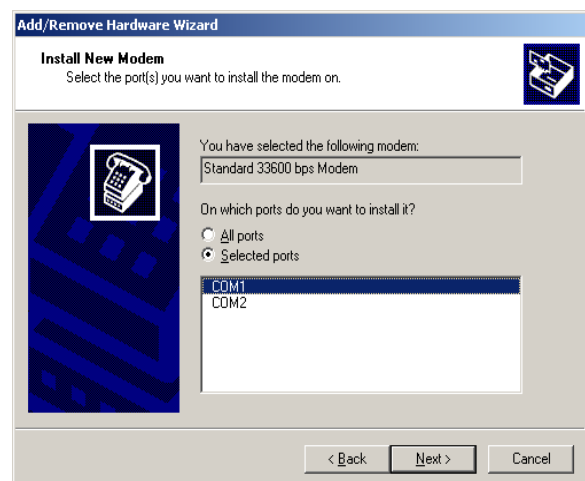 Add/Remove Hardware Wizard
Install New Modem
Select the port(s) you want to install the modem on.
You have selected the following modem:
Standard 33600 bps Modem
On which ports do you want to install it?
All ports
Selected ports
COM1
COM2
< Back Next > Cancel